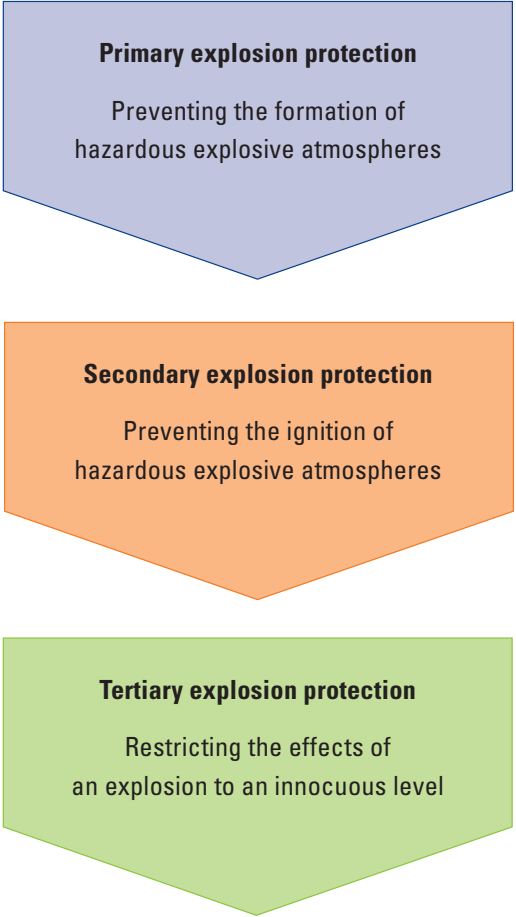 Primary explosion protection
Preventing the formation of
hazardous explosive atmospheres
Secondary explosion protection
Preventing the ignition of
hazardous explosive atmospheres
Tertiary explosion protection
Restricting the effects of
an explosion to an innocuous level